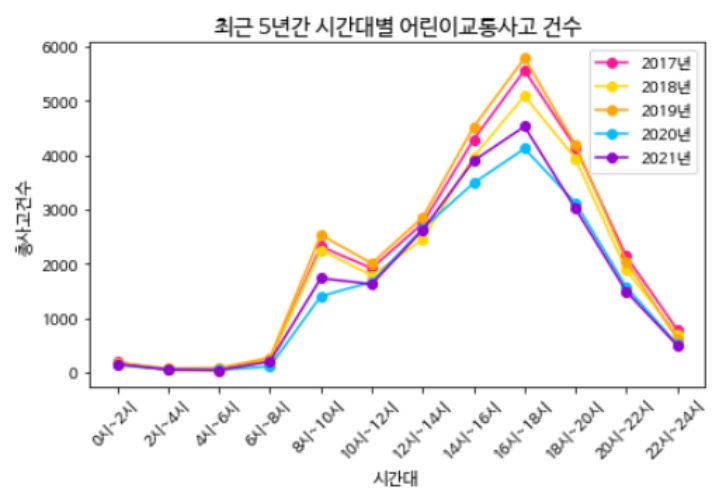 최근 5년간 시간대별 어린이교통사고 건수
6000
5000
4000
3000
2000
1000
0
총사고건수
2017년
2018년
2019년
2020년
2021년
0시~2시
2시~4시
4시~6시
6시~8시
8시~10시
10시~12시
12시~14시
14시~16시
16시~18시
18시~20시
20시~22시
22시~24시
시간대